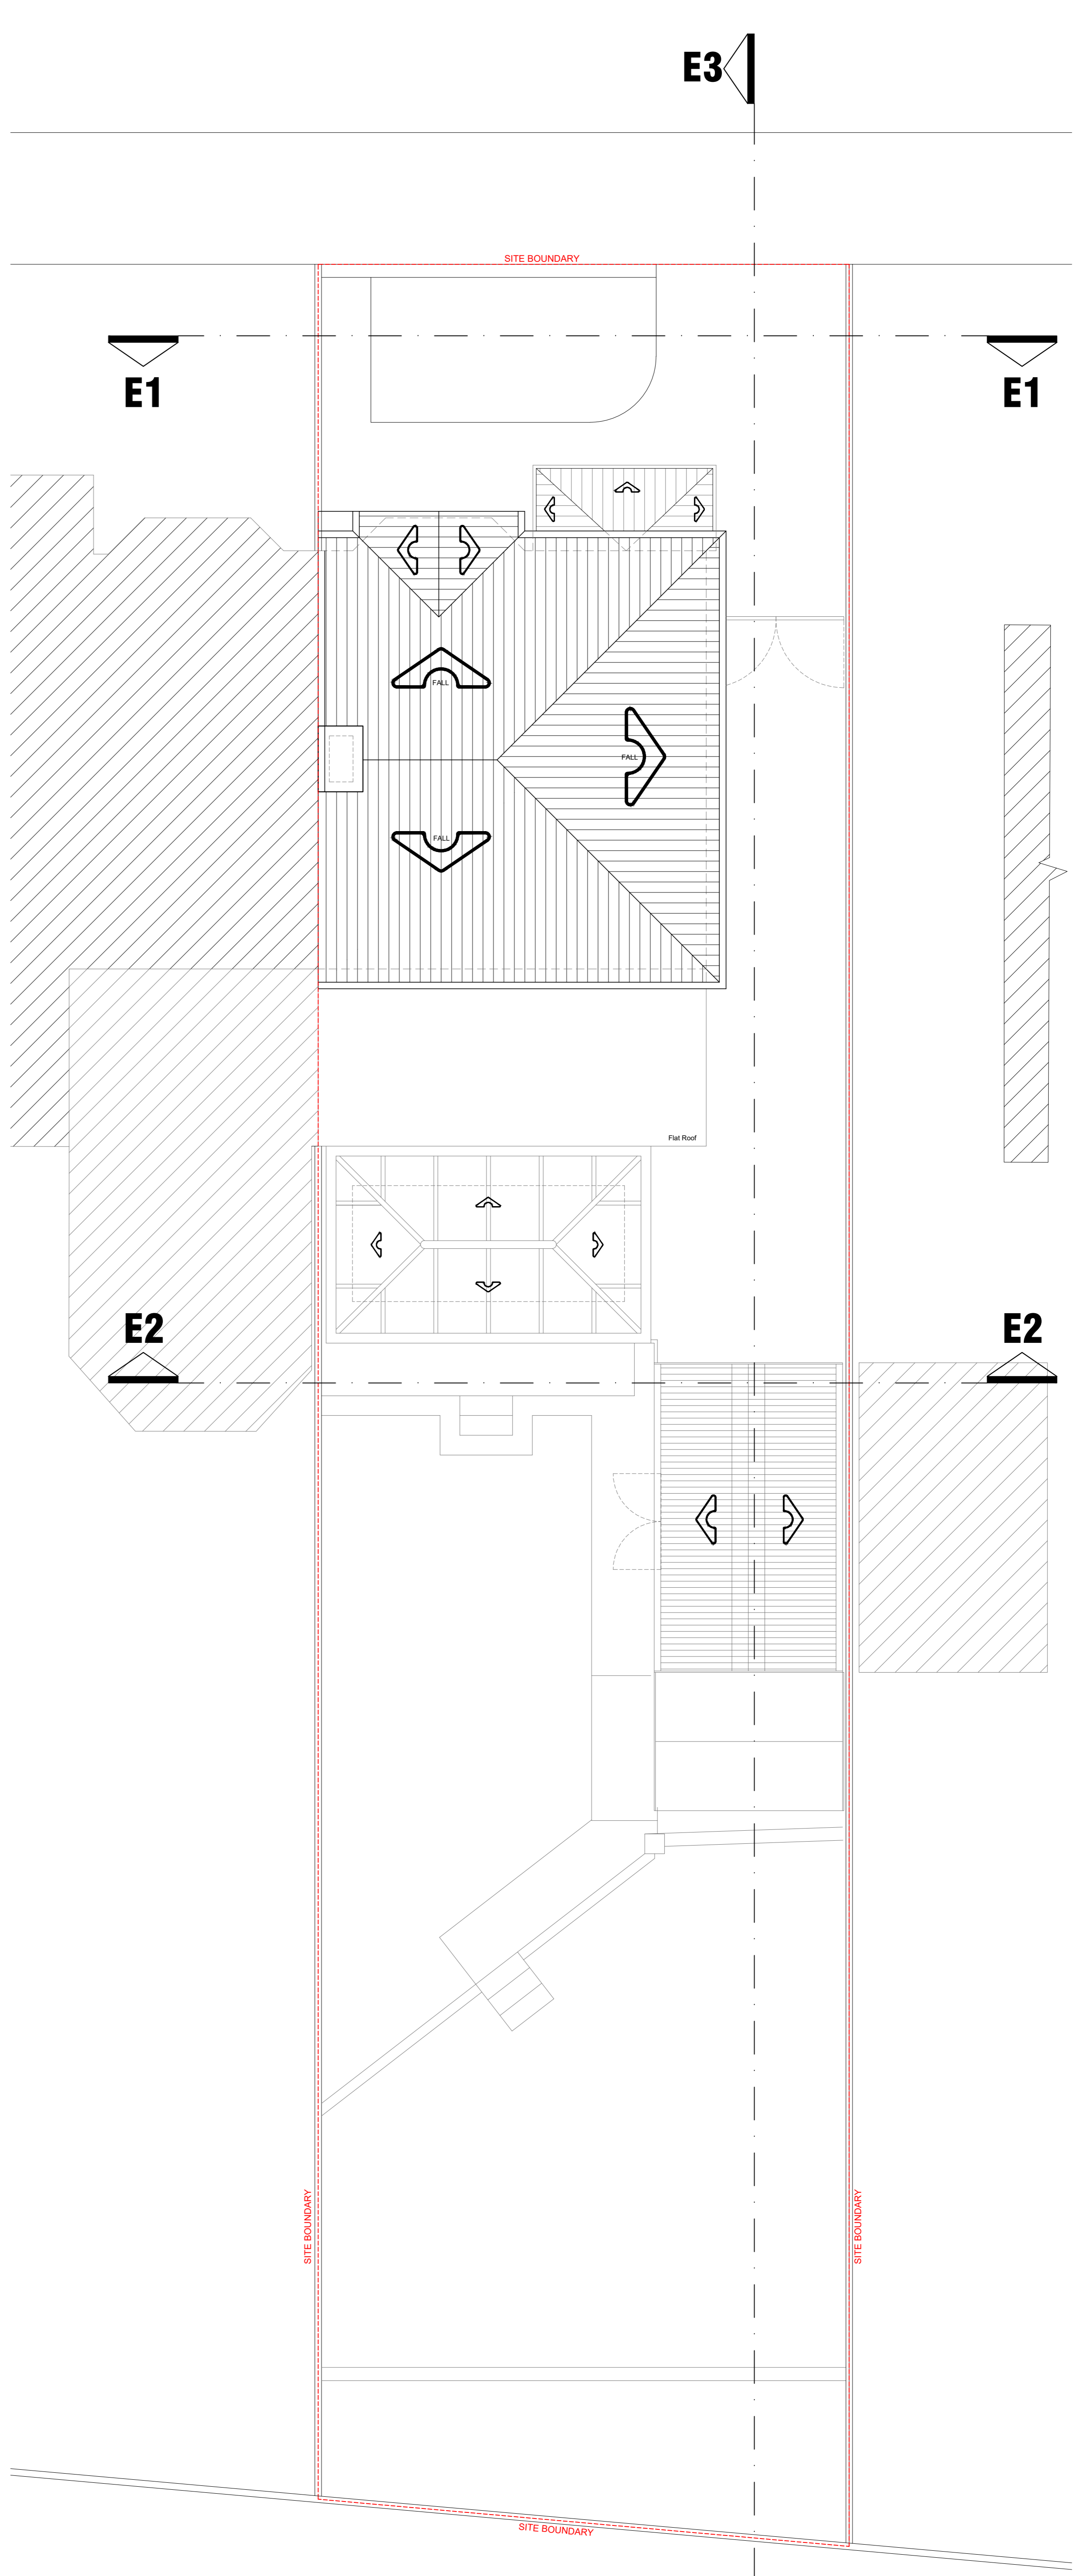 E3
SITE BOUNDARY
E1
E1
FALL
FALL
FALL
Flat Roof
E2
E2
SITE BOUNDARY
SITE BOUNDARY
SITE BOUNDARY